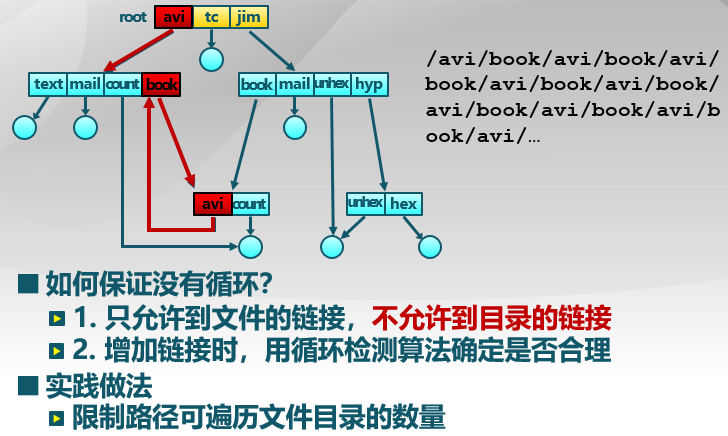 root avi tc jim
text mail count book
book mail unhex hyp
avi count
unhex hex
/avi/book/avi/book/avi/
book/avi/book/avi/book/
avi/book/avi/book/avi/b
ook/avi/…
如何保证没有循环?
1. 只允许到文件的链接，不允许到目录的链接
2. 增加链接时，用循环检测算法确定是否合理
实践做法
限制路径可遍历文件目录的数量